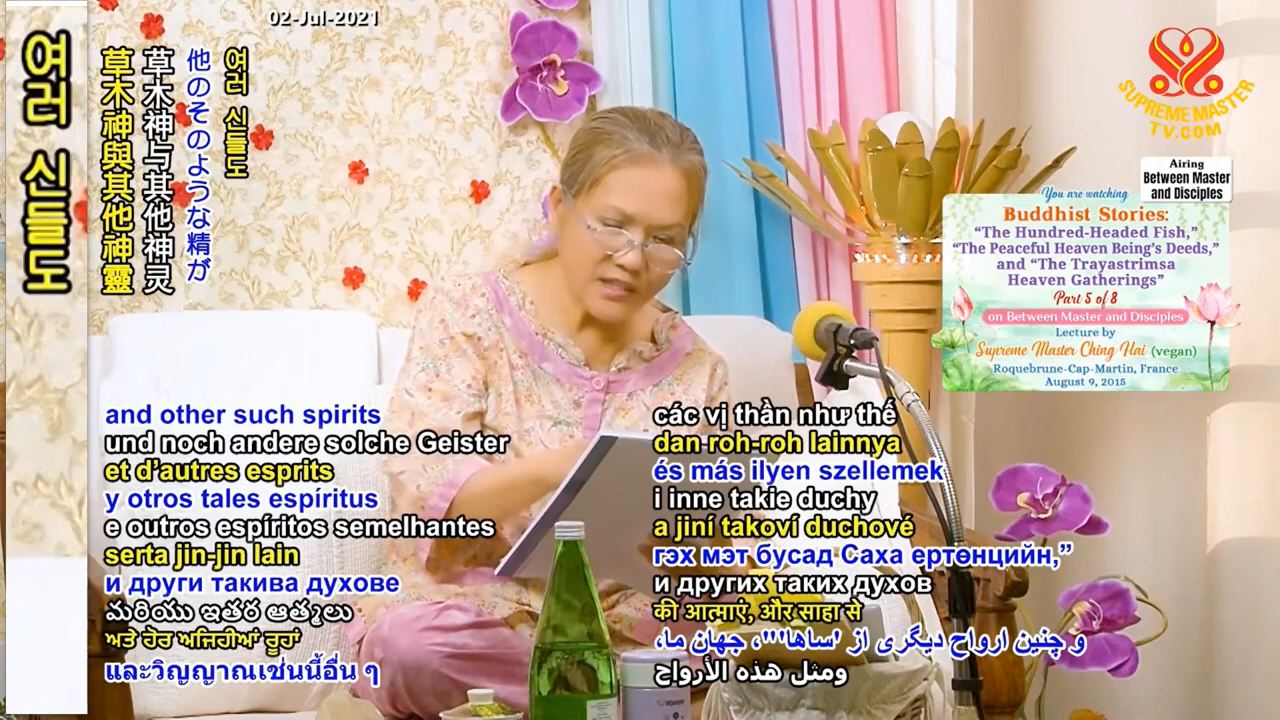 02-Jul-2021
여러 신들도
여러 신들도
他のそのような精が
草木神与其他神灵
草木神與其他神靈
SUPREME MASTER
TV.COM
Airing
Between Master
and Disciples
You are watching
Buddhist Stories:
“The Hundred-Headed Fish,”
“The Peaceful Heaven Being’s Deeds,”
and “The Trayastrimsa
Heaven Gatherings”
Part 5 of 8
on Between Master and Disciples
Lecture by
Supreme Master Ching Hai (vegan)
Roquebrune-Cap-Martin, France
August 9, 2015
and other such spirits
und noch andere solche Geister
et d’autres esprits
y otros tales espíritus
e outros espíritos semelhantes
serta jin-jin lain
и други такива духове
మరియు ఇతర ఆత్మలు
ਅਤੇ ਹੋਰ ਅਜਿਹੀਆਂ ਰੂਹਾਂ
และวิญญาณเช่นนี้อื่น ๆ
các vị thần như thế
dan roh-roh lainnya
és más ilyen szellemek
i inne takie duchy
a jiní takoví duchové
гэх мэт бусад Саха ертөнцийн,”
и других таких духов
की आत्माएं, और साहा से
و چنین ارواح دیگری از 'ساها'"، جهان ما،
ومثل هذه الأرواح